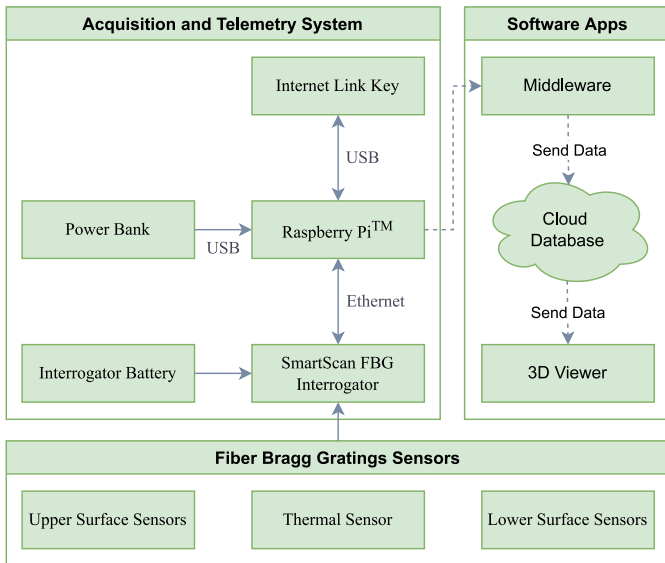 Acquisition and Telemetry System
Software Apps
Internet Link Key
Middleware
USB
Send Data
Power Bank
USB
Raspberry Pi™
Cloud
Database
Ethernet
Send Data
Interrogator Battery
SmartScan FBG
Interrogator
3D Viewer
Fiber Bragg Gratings Sensors
Upper Surface Sensors
Thermal Sensor
Lower Surface Sensors